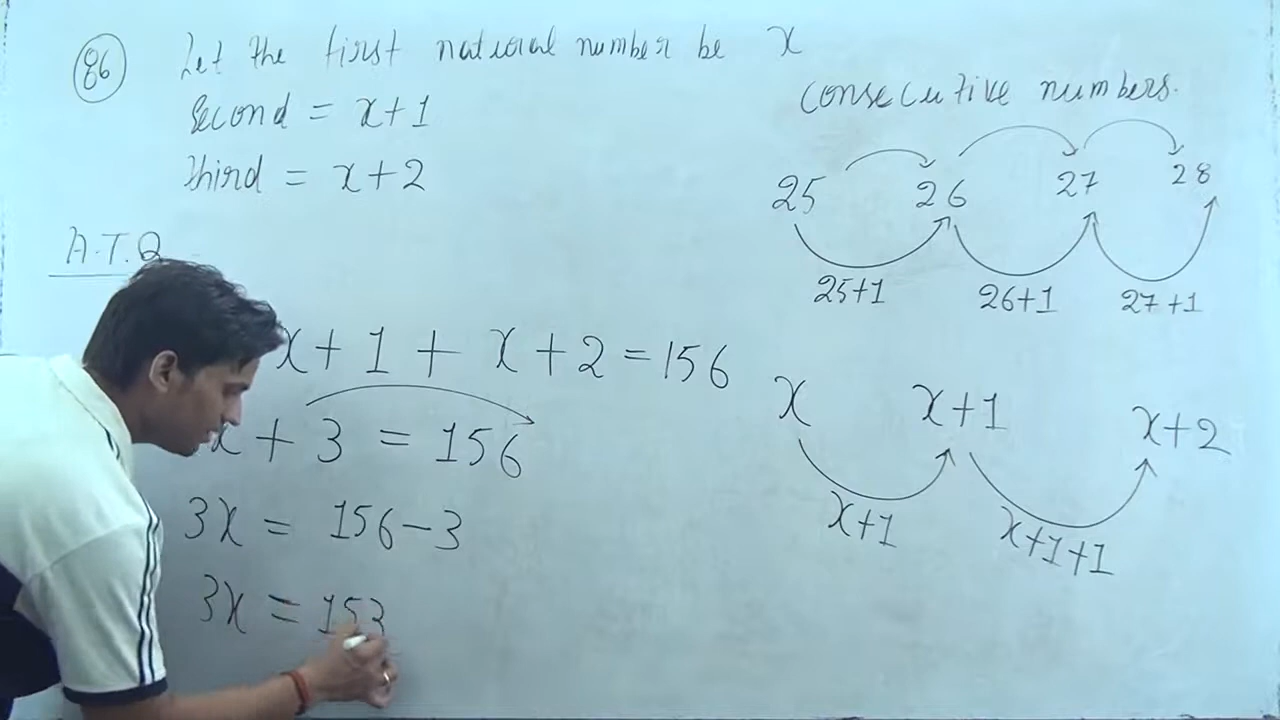 86 Let the first natural number be x
Second = x+1
third = x+2
A.T.Q
x+1 + x+2 = 156
x + 3 = 156
3x = 156-3
3x = 153
consecutive numbers.
25 26 27 28
25+1 26+1 27+1
x x+1 x+2
x+1 x+1+1